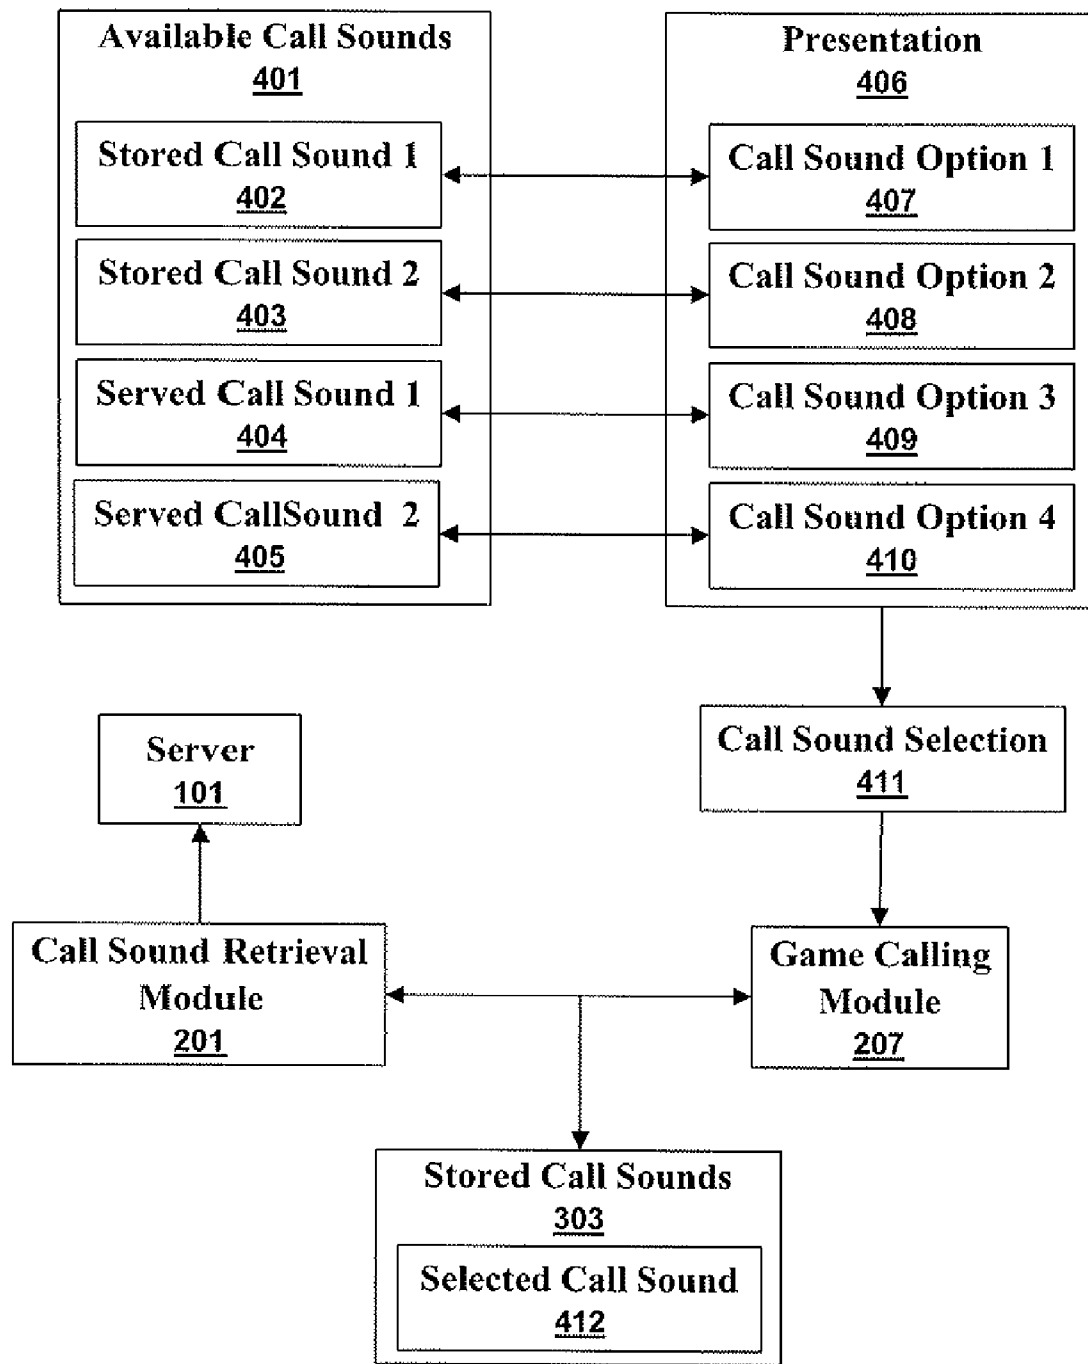 Available Call Sounds
401
Stored Call Sound 1
402
Stored Call Sound 2
403
Served Call Sound 1
404
Served CallSound 2
405
Presentation
406
Call Sound Option 1
407
Call Sound Option 2
408
Call Sound Option 3
409
Call Sound Option 4
410
Call Sound Selection
411
Server
101
Call Sound Retrieval
Module
201
Game Calling
Module
207
Stored Call Sounds
303
Selected Call Sound
412